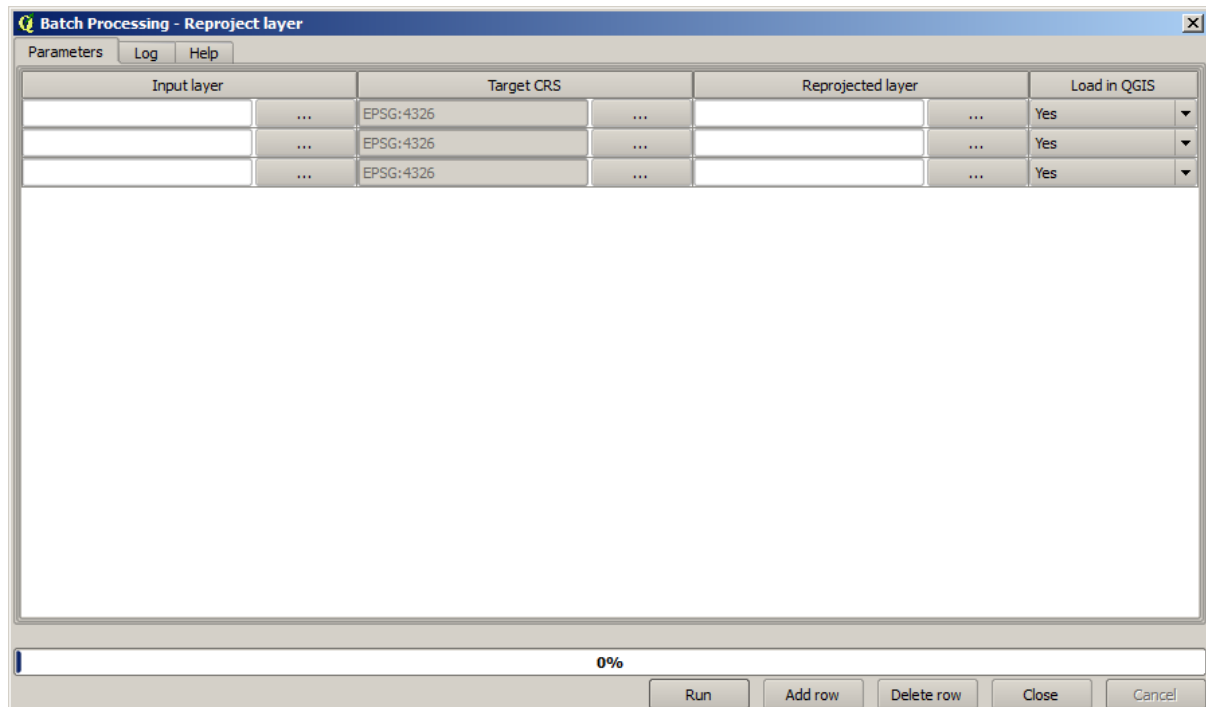 Batch Processing - Reproject layer
Parameters Log Help
Input layer Target CRS Reprojected layer Load in QGIS
... EPSG:4326 ... ... Yes
... EPSG:4326 ... ... Yes
... EPSG:4326 ... ... Yes
0%
Run Add row Delete row Close Cancel